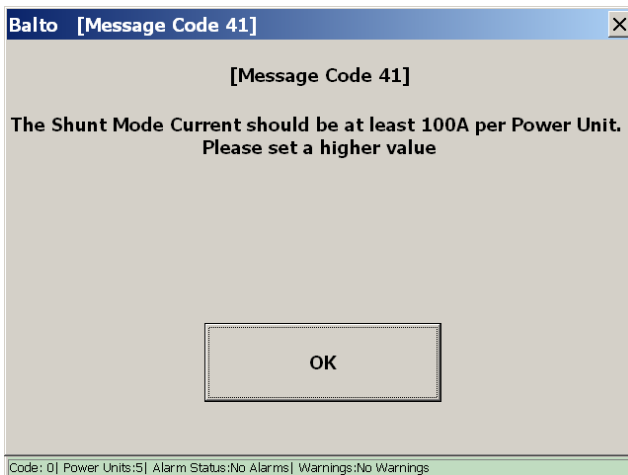 Balto [Message Code 41]
[Message Code 41]
The Shunt Mode Current should be at least 100A per Power Unit.
Please set a higher value
OK
Code: 0| Power Units:5| Alarm Status:No Alarms| Warnings:No Warnings